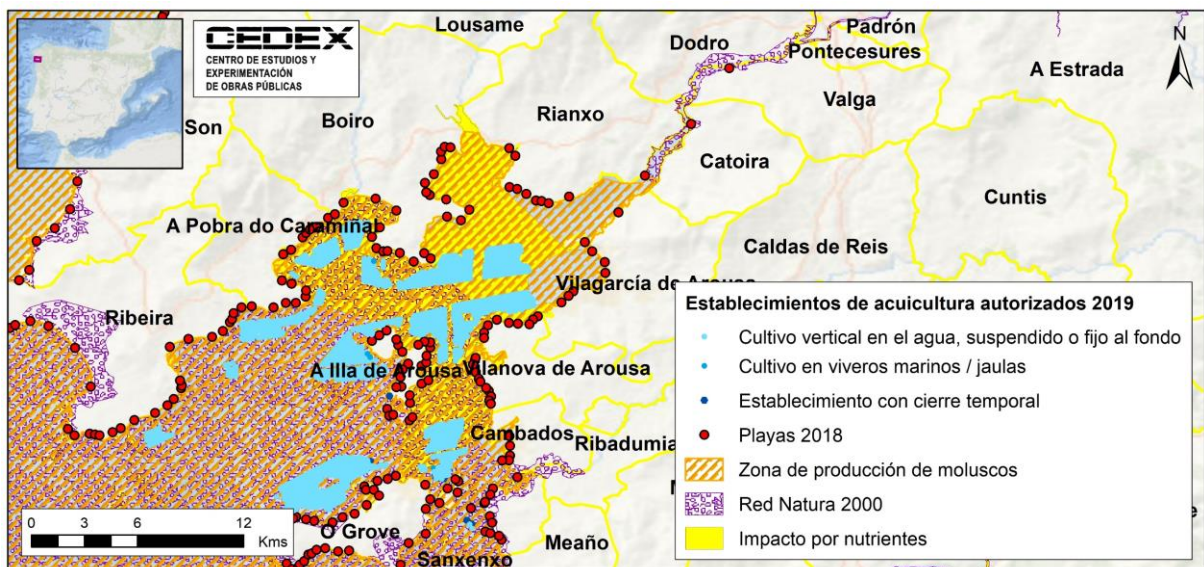 CEDEX
CENTRO DE ESTUDIOS Y
EXPERIMENTACIÓN
DE OBRAS PÚBLICAS
Lousame
Padrón
Dodro
Pontecesures
N
A Estrada
Son
Boiro
Rianxo
Valga
Catoira
Cuntis
A Pobra do Caramiñal
Caldas de Reis
Vilagarcía de Arousa
Ribeira
A Illa de Arousa
Vilanova de Arousa
Cambados
Ribadumia
O Grove
Meaño
Sanxenxo
0 3 6 12
Kms
Establecimientos de acuicultura autorizados 2019
Cultivo vertical en el agua, suspendido o fijo al fondo
Cultivo en viveros marinos / jaulas
Establecimiento con cierre temporal
Playas 2018
Zona de producción de moluscos
Red Natura 2000
Impacto por nutrientes